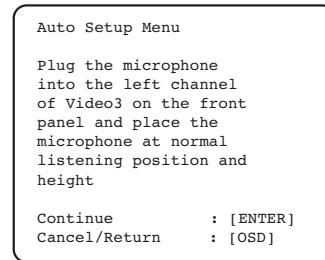 Auto Setup Menu
Plug the microphone
into the left channel
of Video3 on the front
panel and place the
microphone at normal
listening position and
height
Continue : [ENTER]
Cancel/Return : [OSD]